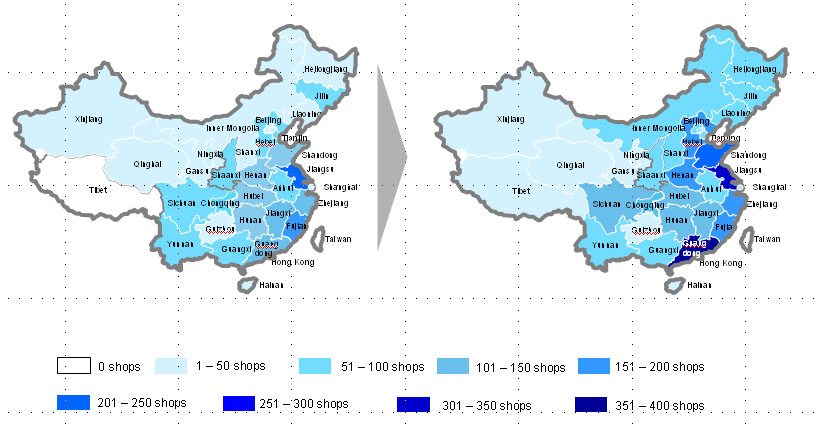 Heilongjiang
Jilin
Liaoning
Xinjiang
Inner Mongolia
Beijing
Tianjin
Hebei
Ningxia
Shanxi
Shandong
Qinghai
Gansu
Shaanxi
Henan
Jiangsu
Tibet
Anhui
Shanghai
Sichuan
Chongqing
Hubei
Zhejiang
Hunan
Jiangxi
Guizhou
Fujian
Yunnan
Guangxi
Guang
dong
Taiwan
Hong Kong
Hainan
Heilongjiang
Jilin
Liaoning
Xinjiang
Inner Mongolia
Beijing
Hebei
Ningxia
Shanxi
Shandong
Qinghai
Gansu
Shaanxi
Henan
Jiangsu
Tibet
Anhui
Shanghai
Sichuan
Chongqing
Hubei
Zhejiang
Hunan
Jiangxi
Guizhou
Fujian
Yunnan
Guangxi
Guang
dong
Taiwan
Hong Kong
Hainan
0 shops
1 – 50 shops
51 – 100 shops
101 – 150 shops
151 – 200 shops
201 – 250 shops
251 – 300 shops
301 – 350 shops
351 – 400 shops